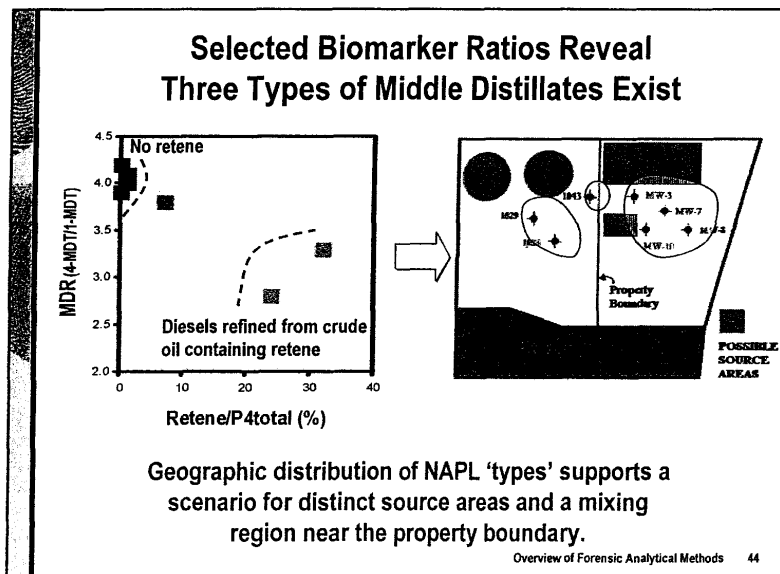 Selected Biomarker Ratios Reveal
Three Types of Middle Distillates Exist
4.5
4.0
3.5
3.0
2.5
2.0
MDR (4-MDT/1-MDT)
No retene
Diesels refined from crude
oil containing retene
0
10
20
30
40
Retene/P4total (%)
1843
MW-3
1829
MW-7
MW-10
Property
Boundary
POSSIBLE
SOURCE
AREAS
Geographic distribution of NAPL 'types' supports a
scenario for distinct source areas and a mixing
region near the property boundary.
Overview of Forensic Analytical Methods 44